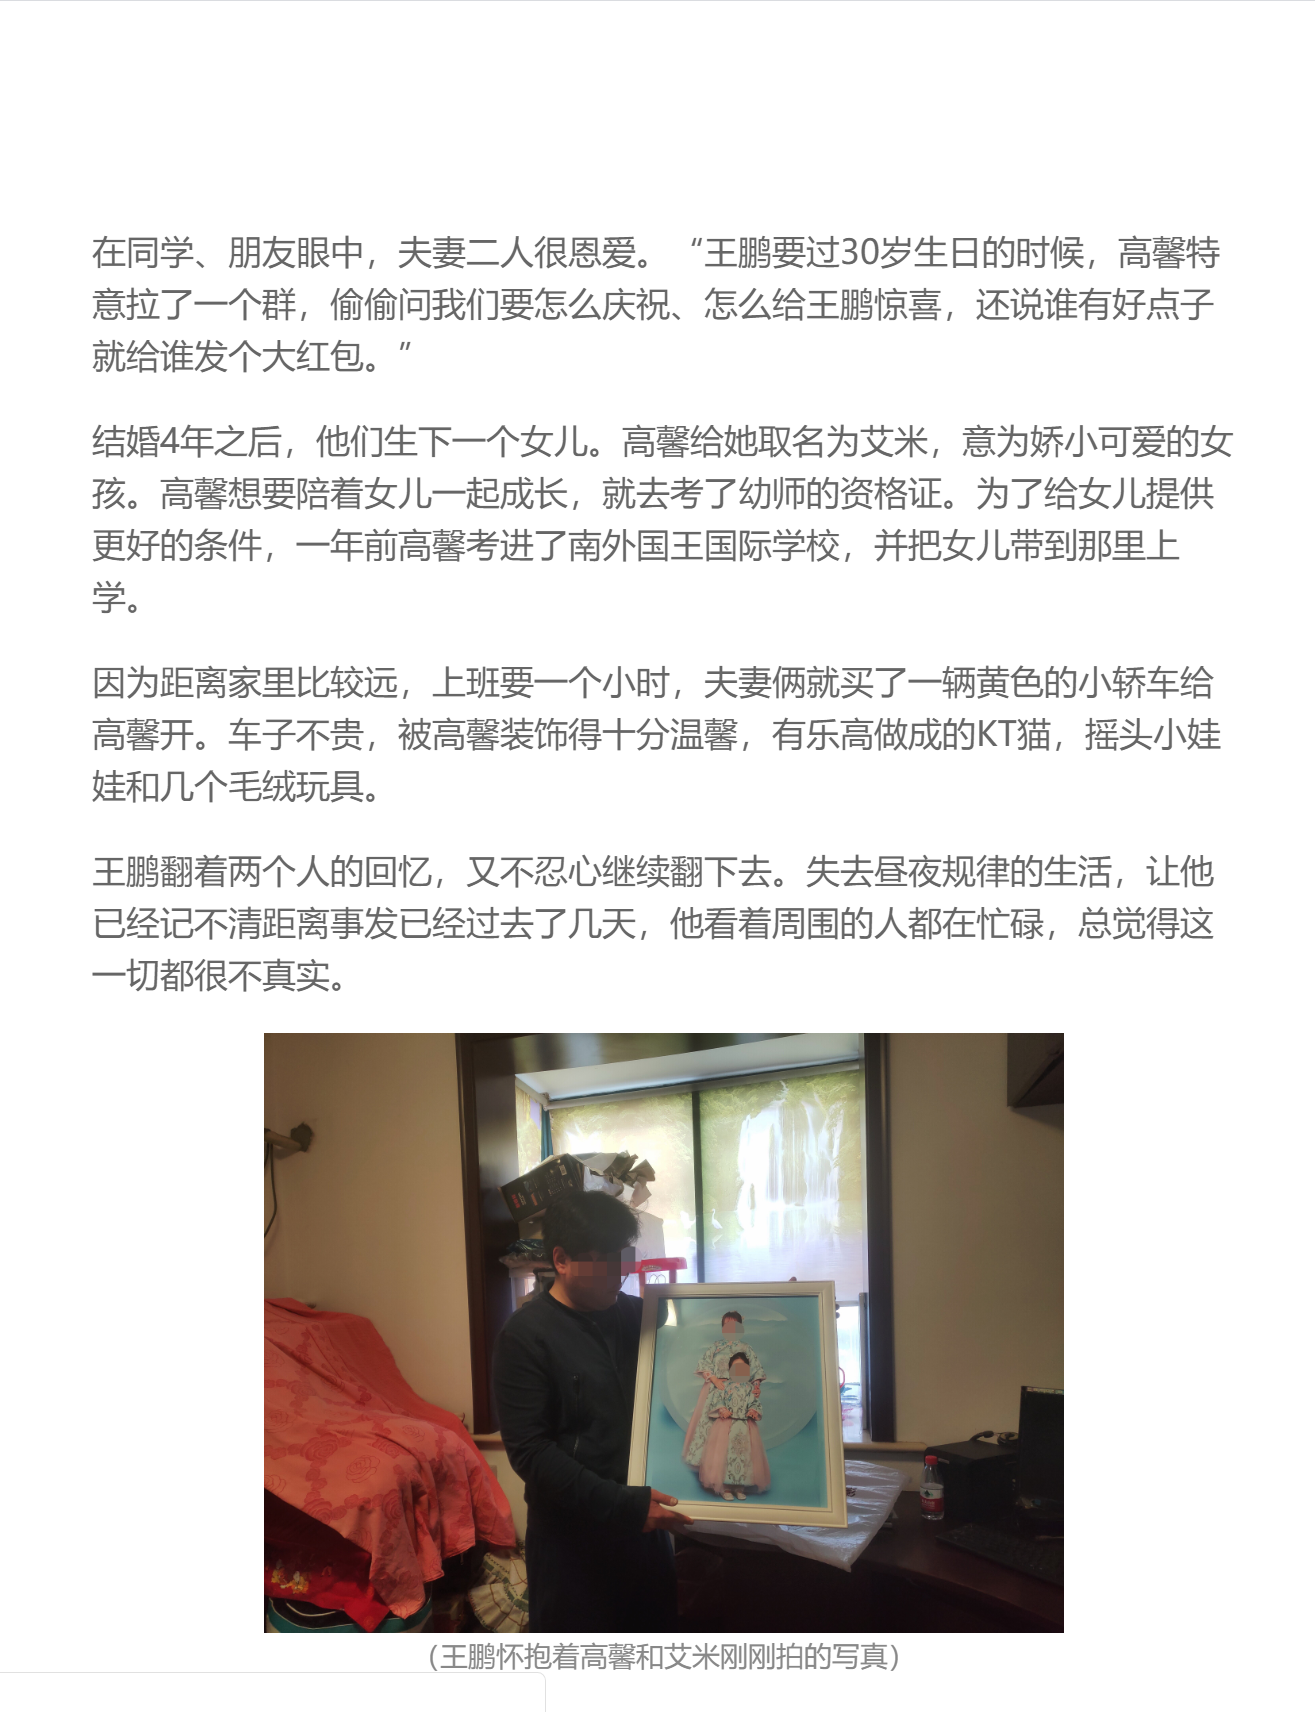 在同学、朋友眼中，夫妻二人很恩爱。“王鹏要过30岁生日的时候，高馨特
意拉了一个群，偷偷问我们要怎么庆祝、怎么给王鹏惊喜，还说谁有好点子
就给谁发个大红包。”
结婚4年之后，他们生下一个女儿。高馨给她取名为艾米，意为娇小可爱的女
孩。高馨想要陪着女儿一起成长，就去考了幼师的资格证。为了给女儿提供
更好的条件，一年前高馨考进了南外国王国际学校，并把女儿带到那里上
学。
因为距离家里比较远，上班要一个小时，夫妻俩就买了一辆黄色的小轿车给
高馨开。车子不贵，被高馨装饰得十分温馨，有乐高做成的KT猫，摇头小娃
娃和几个毛绒玩具。
王鹏翻着两个人的回忆，又不忍心继续翻下去。失去昼夜规律的生活，让他
已经记不清距离事发已经过去了几天，他看着周围的人都在忙碌，总觉得这
一切都很不真实。
（王鹏怀抱着高馨和艾米刚刚拍的写真）